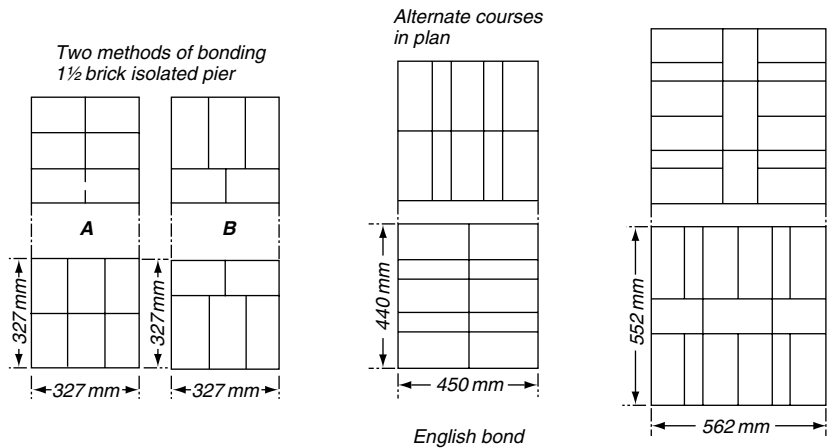 Two methods of bonding
1½ brick isolated pier
Alternate courses
in plan
A
B
327 mm
327 mm
327 mm
327 mm
440 mm
450 mm
552 mm
562 mm
English bond